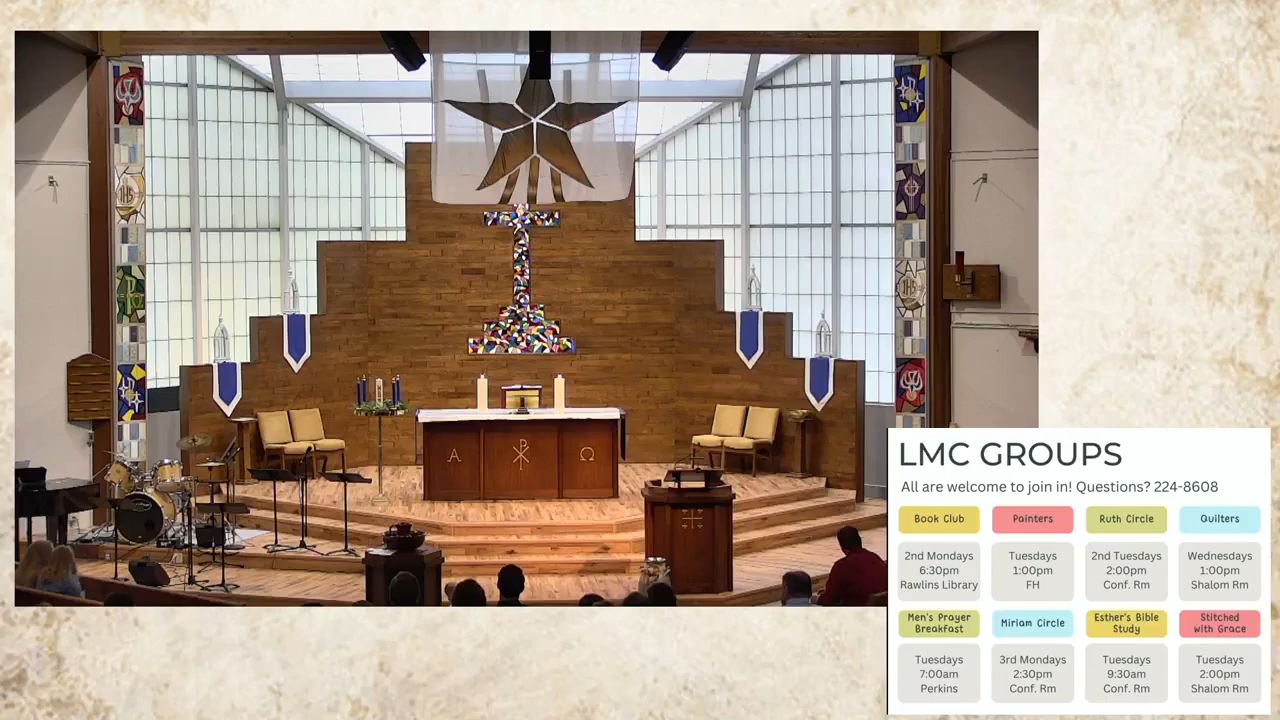 A
Ω
LMC GROUPS
All are welcome to join in! Questions? 224-8608
Book Club
Painters
Ruth Circle
Quilters
2nd Mondays
6:30pm
Rawlins Library
Tuesdays
1:00pm
FH
2nd Tuesdays
2:00pm
Conf. Rm
Wednesdays
1:00pm
Shalom Rm
Men's Prayer
Breakfast
Miriam Circle
Esther's Bible
Study
Stitched
with Grace
Tuesdays
7:00am
Perkins
3rd Mondays
2:30pm
Conf. Rm
Tuesdays
9:30am
Conf. Rm
Tuesdays
2:00pm
Shalom Rm